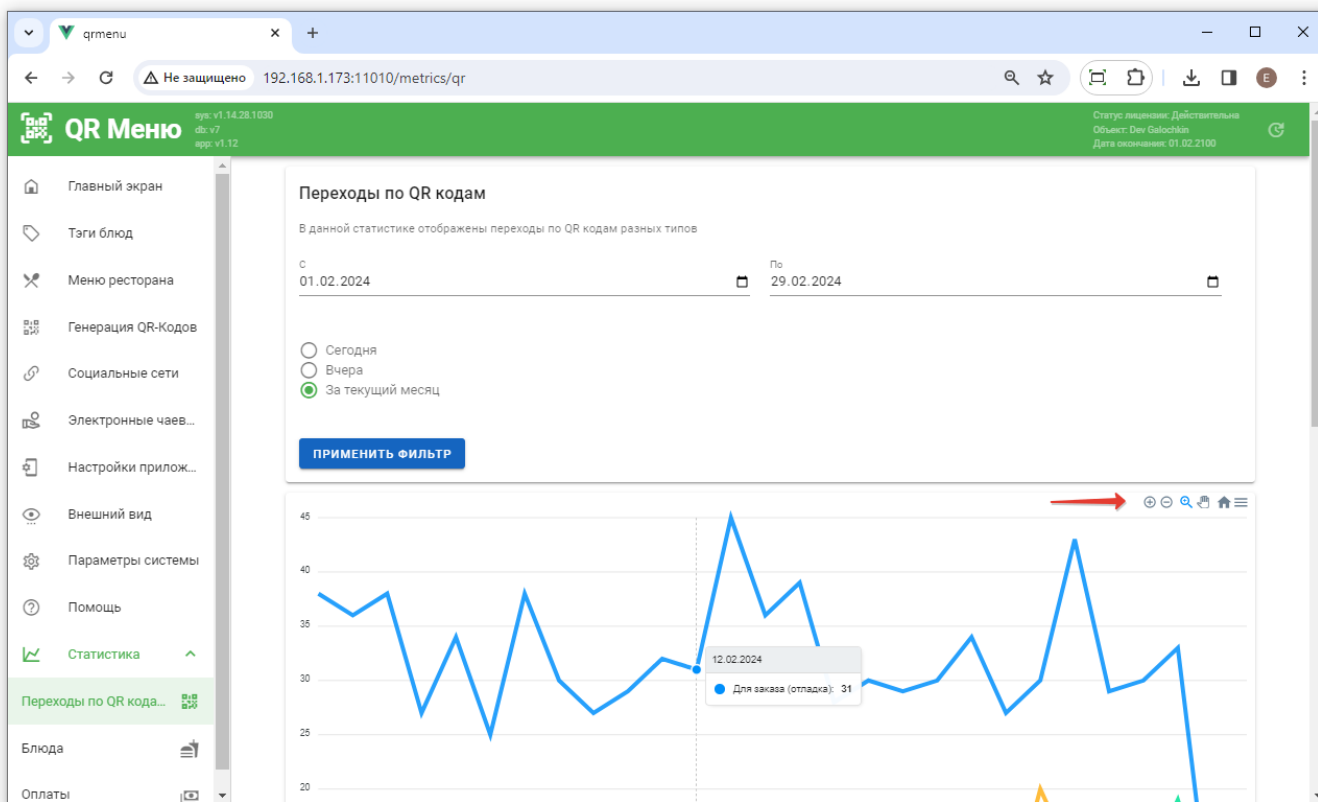 qrmenu
Не защищено 192.168.1.173:11010/metrics/qr
E
QR Меню
sys: v1.14.28.1030
db: v7
app: v1.12
Статус лицензии: Действительна
Объект: Dev Galochkin
Дата окончания: 01.02.2100
Главный экран
Тэги блюд
Меню ресторана
Генерация QR-Кодов
Социальные сети
Электронные чаев...
Настройки прилож...
Внешний вид
Параметры системы
Помощь
Статистика
Переходы по QR кода...
Блюда
Оплаты
Переходы по QR кодам
В данной статистике отображены переходы по QR кодам разных типов
С
01.02.2024
По
29.02.2024
Сегодня
Вчера
За текущий месяц
ПРИМЕНИТЬ ФИЛЬТР
45
40
35
30
25
20
12.02.2024
Для заказа (отладка): 31